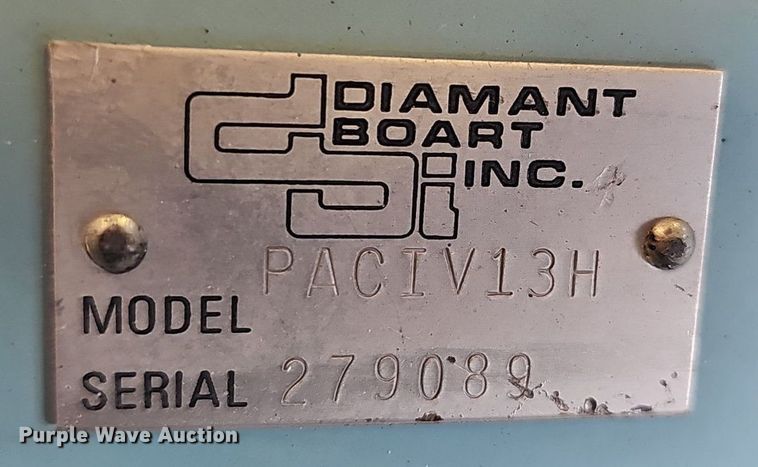 DIAMANT
BOART
INC.
PACIV13H
MODEL
SERIAL 279089
Purple Wave Auction